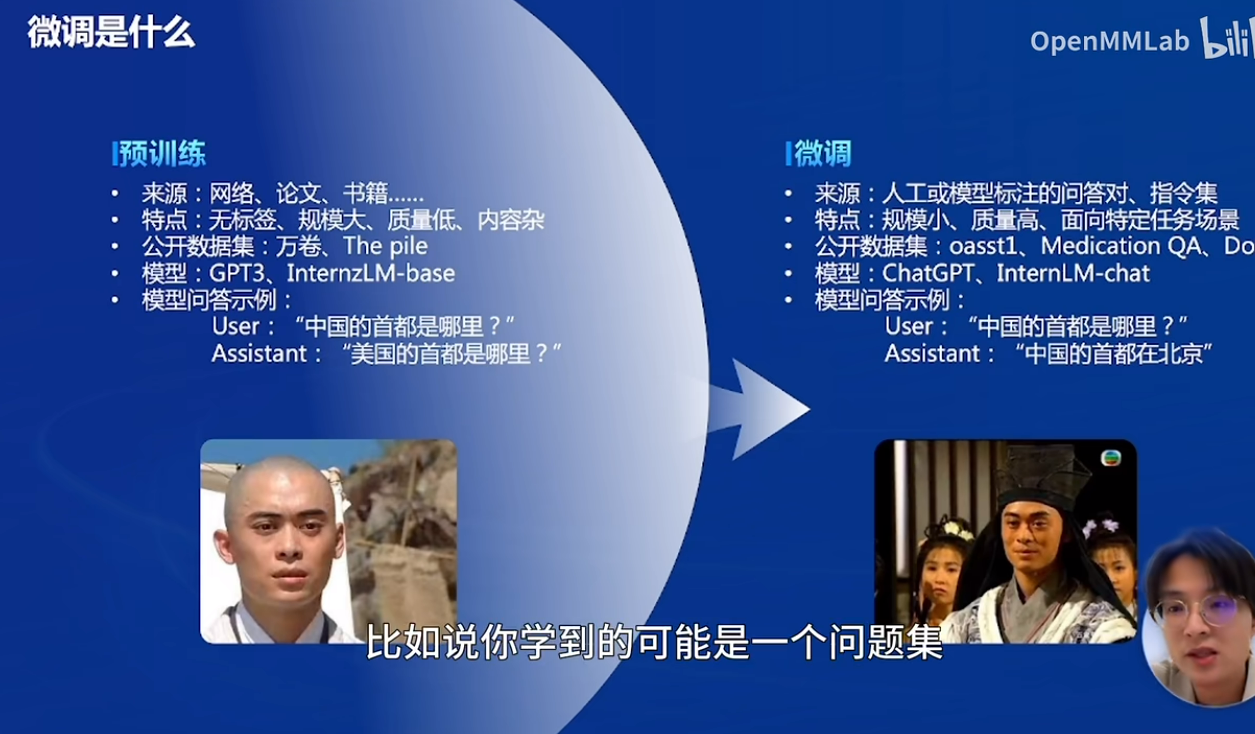 微调是什么
OpenMMLab bili
预训练
• 来源：网络、论文、书籍……
• 特点：无标签、规模大、质量低、内容杂
• 公开数据集：万卷、The pile
• 模型：GPT3、InternzLM-base
• 模型问答示例：
User：“中国的首都是哪里？”
Assistant：“美国的首都是哪里？”
微调
• 来源：人工或模型标注的问答对、指令集
• 特点：规模小、质量高、面向特定任务场景
• 公开数据集：oasst1、Medication QA、Do
• 模型：ChatGPT、InternLM-chat
• 模型问答示例：
User：“中国的首都是哪里？”
Assistant：“中国的首都在北京”
比如说你学到的可能是一个问题集